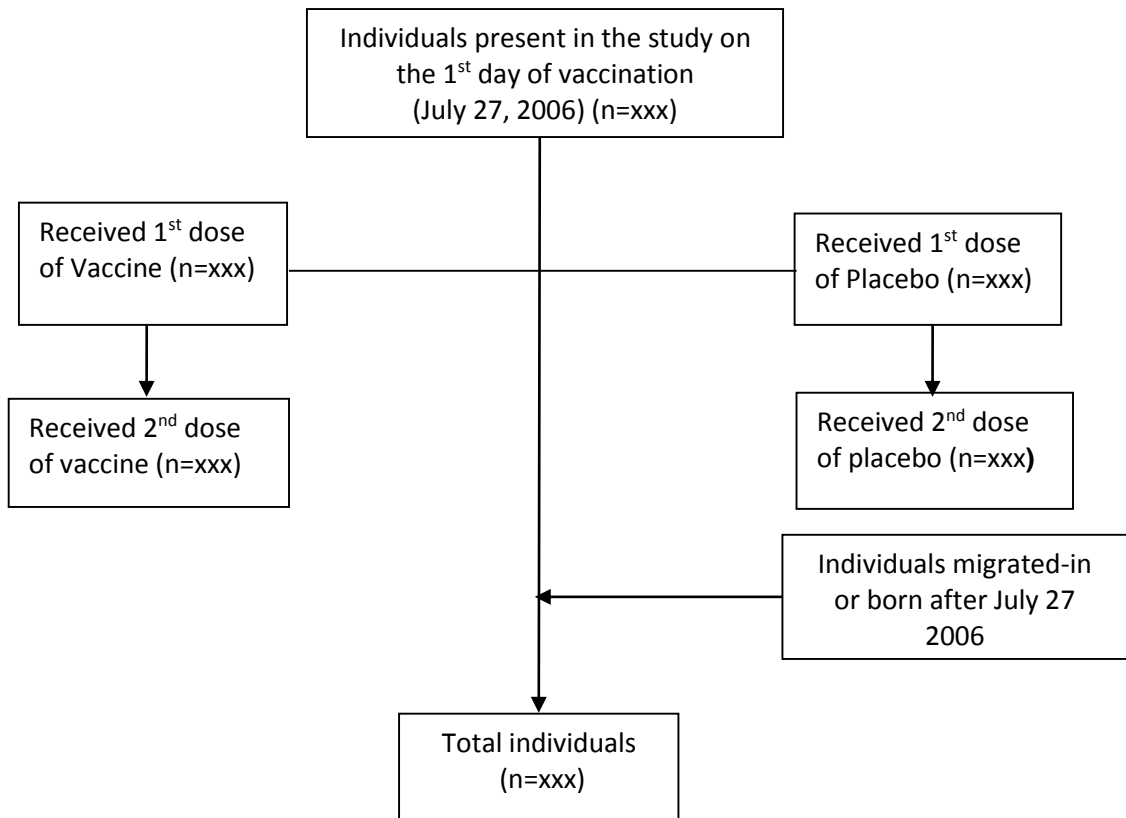 Individuals present in the study on
the 1st day of vaccination
(July 27, 2006) (n=xxx)
Received 1st dose
of Vaccine (n=xxx)
Received 1st dose
of Placebo (n=xxx)
Received 2nd dose
of vaccine (n=xxx)
Received 2nd dose
of placebo (n=xxx)
Individuals migrated-in
or born after July 27
2006
Total individuals
(n=xxx)